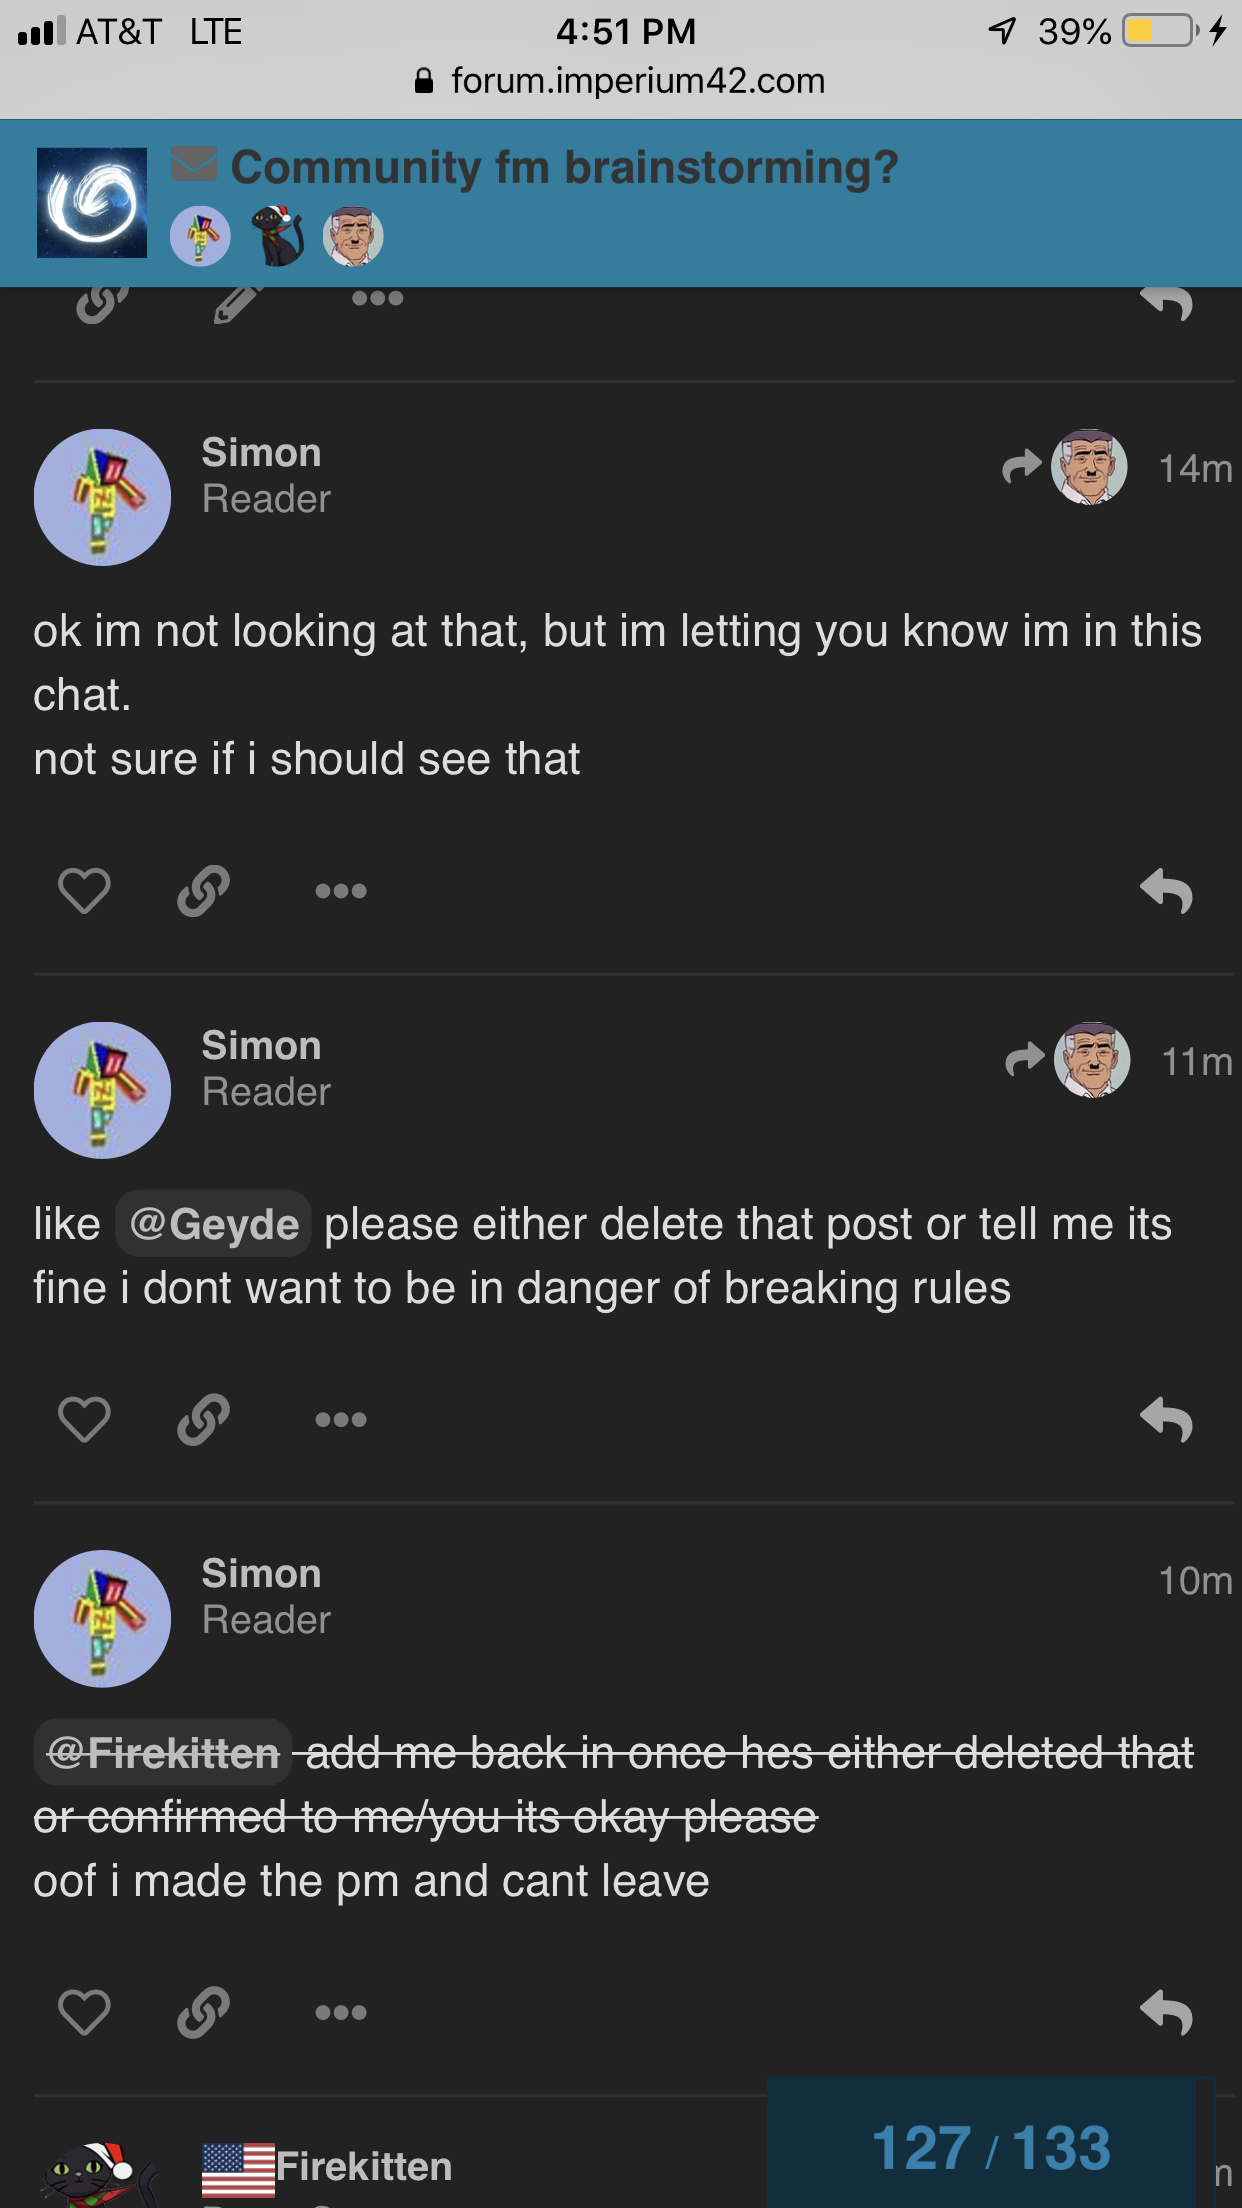 AT&T LTE 4:51 PM 39%
forum.imperium42.com
Community fm brainstorming?
Simon
Reader
14m
ok im not looking at that, but im letting you know im in this
chat.
not sure if i should see that
Simon
Reader
11m
like @Geyde please either delete that post or tell me its
fine i dont want to be in danger of breaking rules
Simon
Reader
10m
@Firekitten add me back in once hes either deleted that
or confirmed to me/you its okay please
oof i made the pm and cant leave
Firekitten
127 / 133